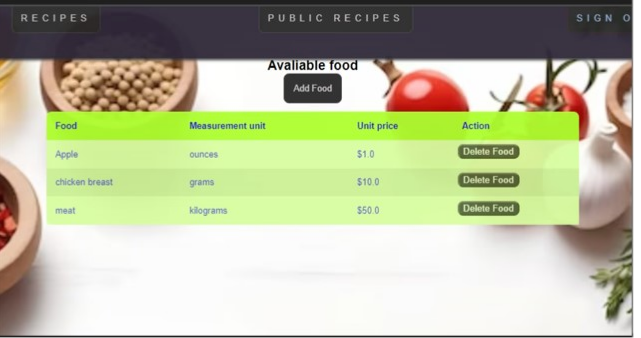 RECIPES PUBLIC RECIPES SIGN O
Avaliable food
Add Food
Food Measurement unit Unit price Action
Apple ounces $1.0 Delete Food
chicken breast grams $10.0 Delete Food
meat kilograms $50.0 Delete Food